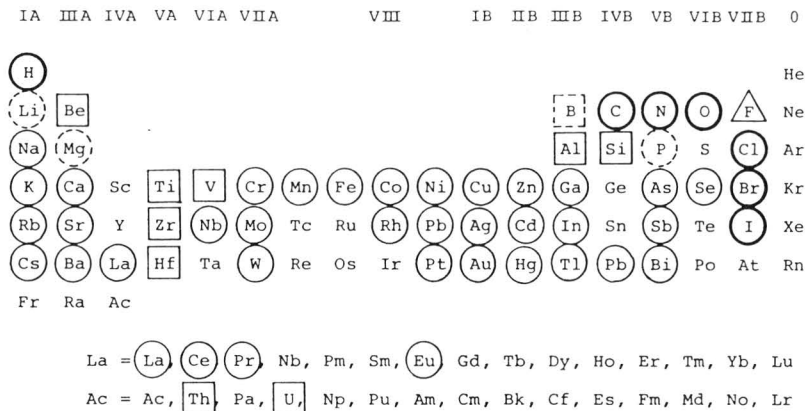 IA IIIA IVA VA VIA VIIA VIII IB IIB IIIB IVB VB VIB VIIB 0
H He
Li Be B C N O F Ne
Na Mg Al Si P S Cl Ar
K Ca Sc Ti V Cr Mn Fe Co Ni Cu Zn Ga Ge As Se Br Kr
Rb Sr Y Zr Nb Mo Tc Ru Rh Pb Ag Cd In Sn Sb Te I Xe
Cs Ba La Hf Ta W Re Os Ir Pt Au Hg Tl Pb Bi Po At Rn
Fr Ra Ac
La = La, Ce, Pr, Nb, Pm, Sm, Eu, Gd, Tb, Dy, Ho, Er, Tm, Yb, Lu
Ac = Ac, Th, Pa, U, Np, Pu, Am, Cm, Bk, Cf, Es, Fm, Md, No, Lr